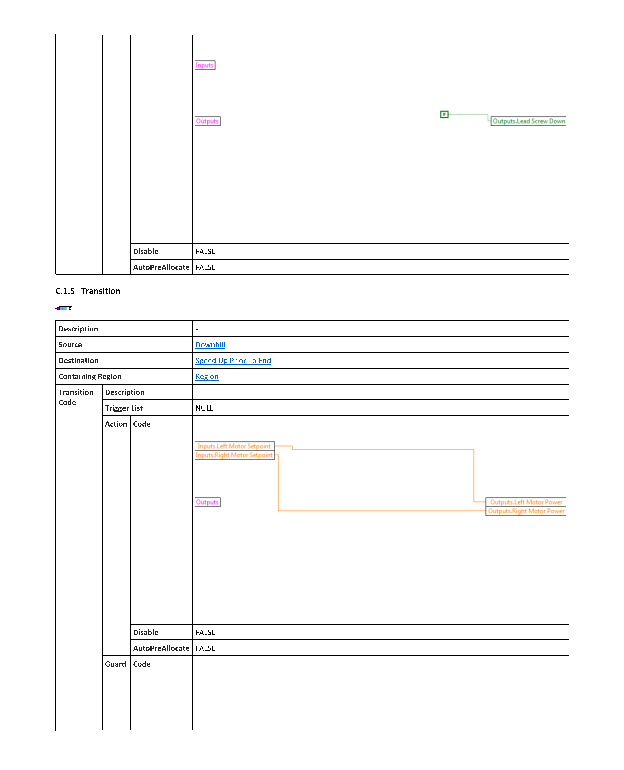 Inputs
Outputs
Outputs.Lead Screw Down
Disable FALSE
AutoPreAllocate FALSE
C.1.5 Transition
Description -
Source Downhill
Destination Speed Up Prior To End
Containing Region Region
Transition Code Description
Trigger List NULL
Action Code
Inputs.Left Motor Setpoint
Inputs.Right Motor Setpoint
Outputs
Outputs.Left Motor Power
Outputs.Right Motor Power
Disable FALSE
AutoPreAllocate FALSE
Guard Code